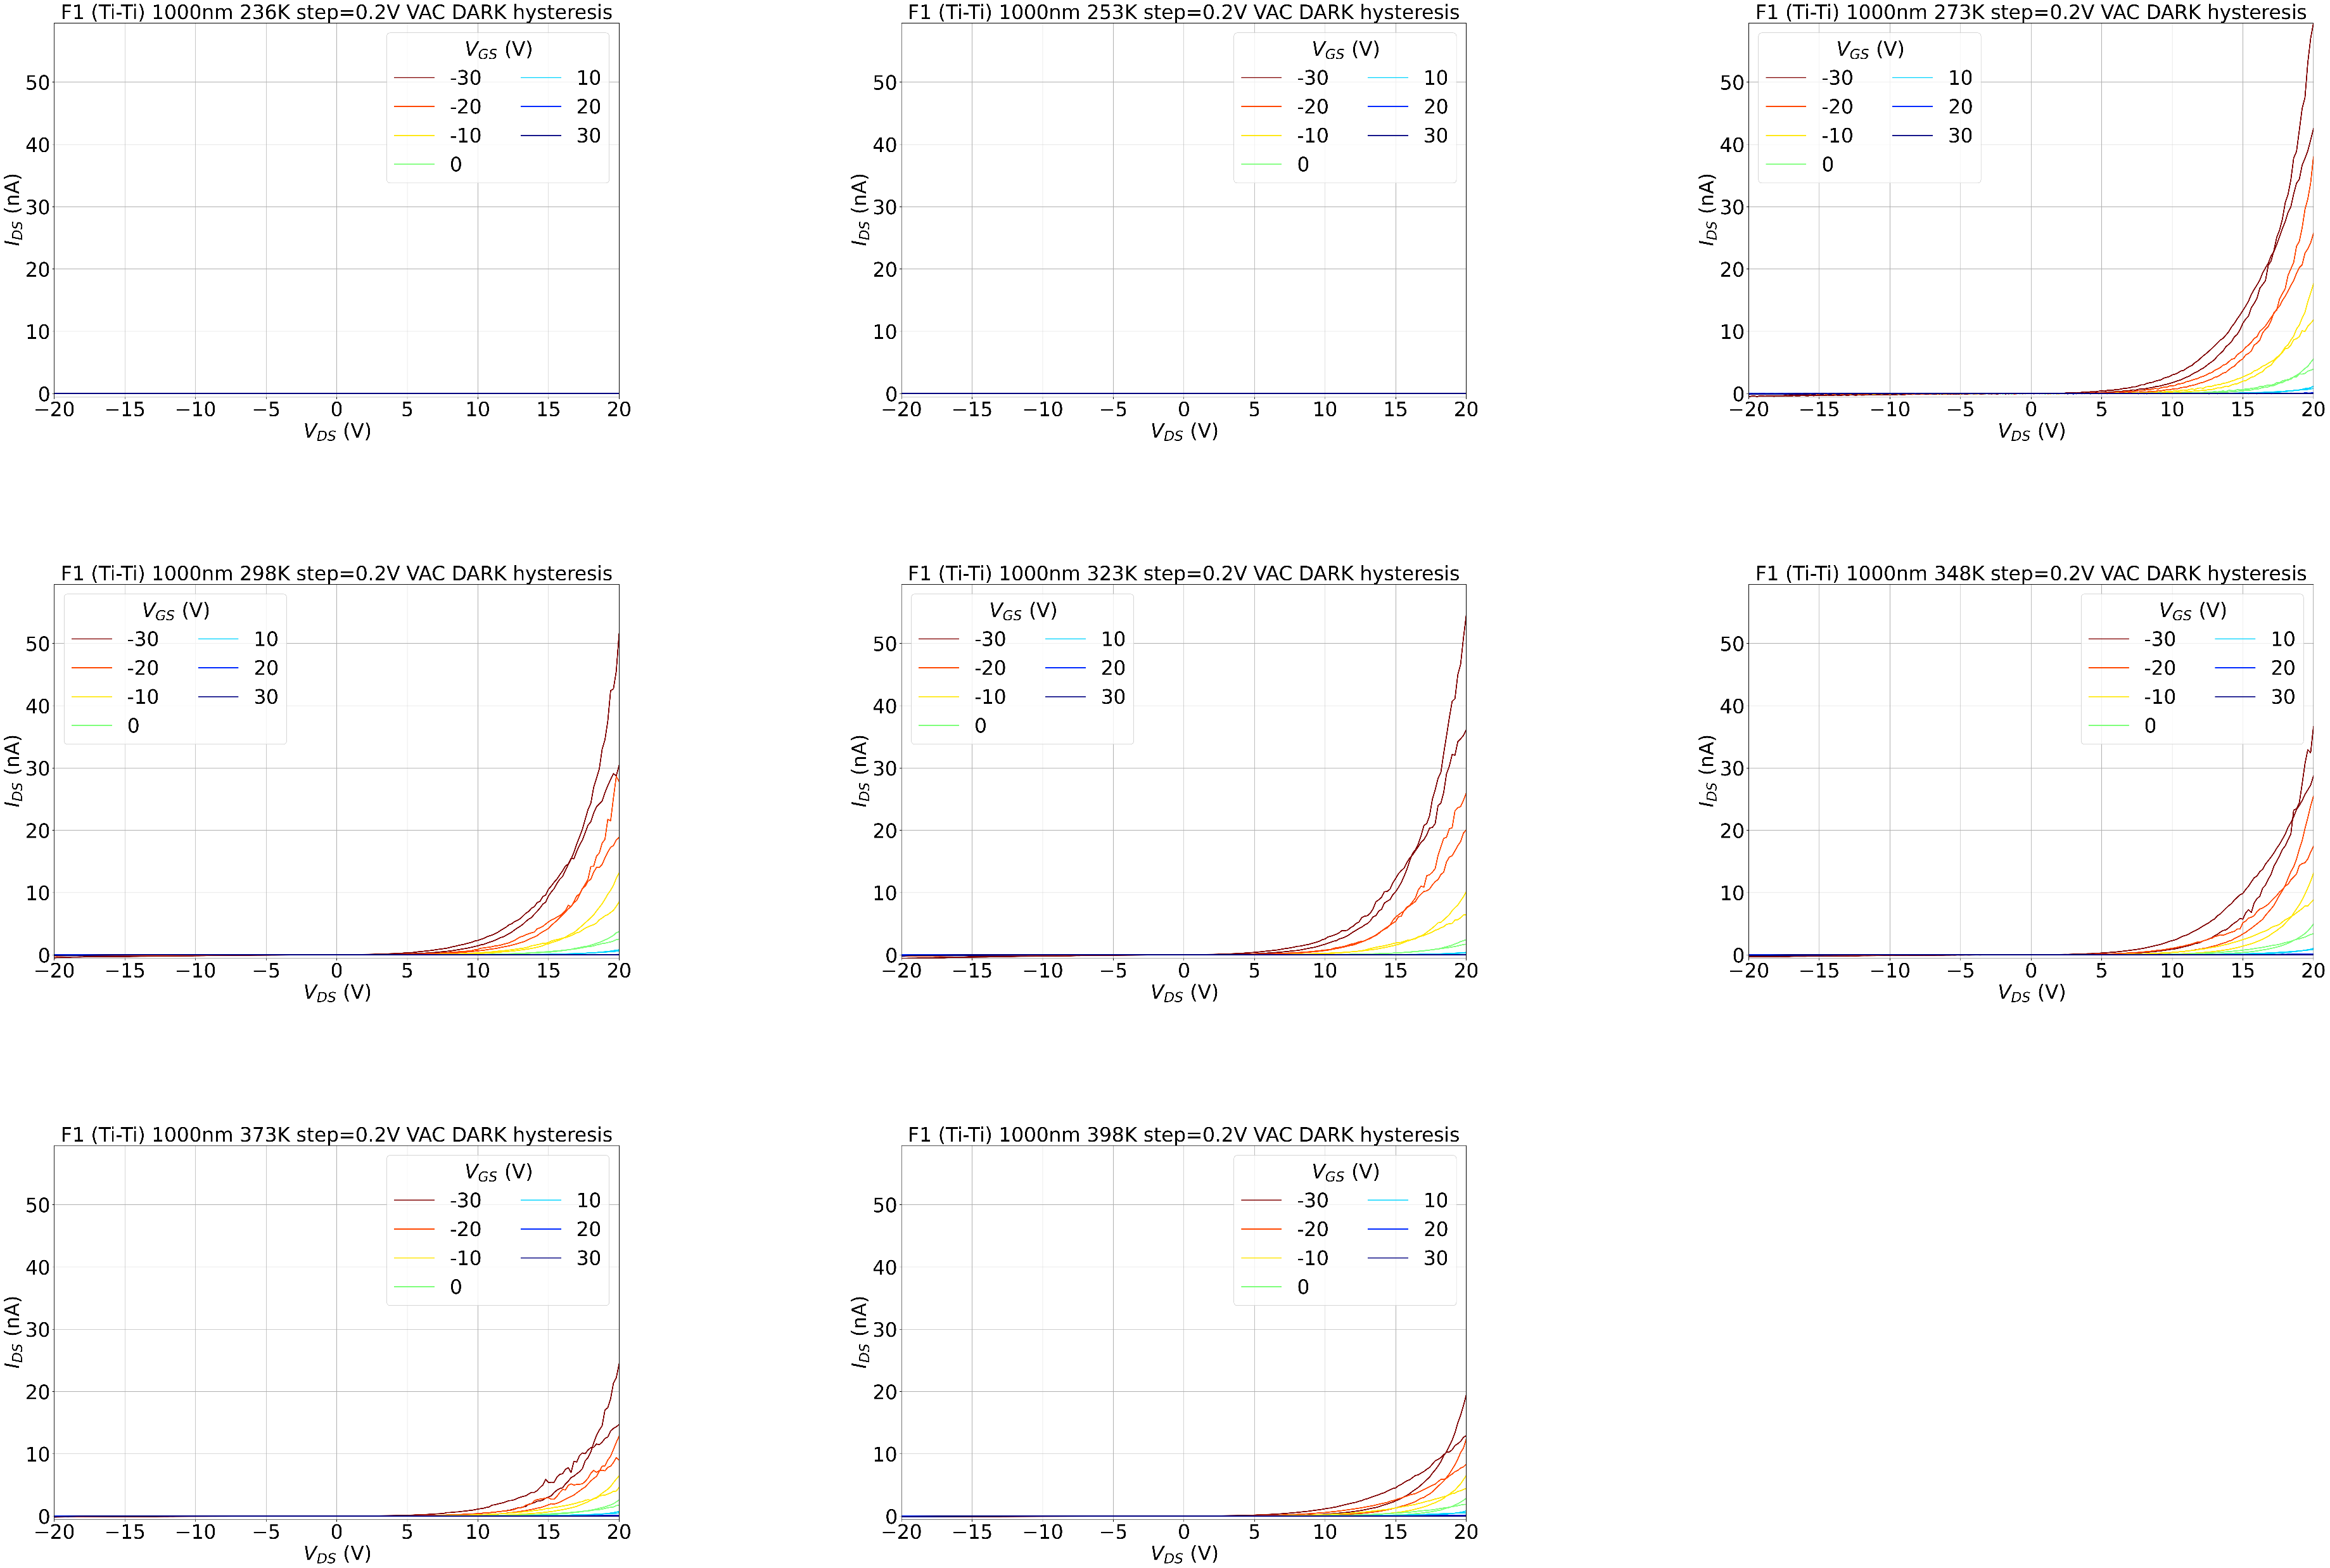 F1 (Ti-Ti) 1000nm 236K step=0.2V VAC DARK hysteresis
V_GS (V)
-30 10
-20 20
-10 30
0
50
40
30
20
10
0
I_DS (nA)
−20 −15 −10 −5 0 5 10 15 20
V_DS (V)
F1 (Ti-Ti) 1000nm 253K step=0.2V VAC DARK hysteresis
V_GS (V)
-30 10
-20 20
-10 30
0
50
40
30
20
10
0
I_DS (nA)
−20 −15 −10 −5 0 5 10 15 20
V_DS (V)
F1 (Ti-Ti) 1000nm 273K step=0.2V VAC DARK hysteresis
V_GS (V)
-30 10
-20 20
-10 30
0
50
40
30
20
10
0
I_DS (nA)
−20 −15 −10 −5 0 5 10 15 20
V_DS (V)
F1 (Ti-Ti) 1000nm 298K step=0.2V VAC DARK hysteresis
V_GS (V)
-30 10
-20 20
-10 30
0
50
40
30
20
10
0
I_DS (nA)
−20 −15 −10 −5 0 5 10 15 20
V_DS (V)
F1 (Ti-Ti) 1000nm 323K step=0.2V VAC DARK hysteresis
V_GS (V)
-30 10
-20 20
-10 30
0
50
40
30
20
10
0
I_DS (nA)
−20 −15 −10 −5 0 5 10 15 20
V_DS (V)
F1 (Ti-Ti) 1000nm 348K step=0.2V VAC DARK hysteresis
V_GS (V)
-30 10
-20 20
-10 30
0
50
40
30
20
10
0
I_DS (nA)
−20 −15 −10 −5 0 5 10 15 20
V_DS (V)
F1 (Ti-Ti) 1000nm 373K step=0.2V VAC DARK hysteresis
V_GS (V)
-30 10
-20 20
-10 30
0
50
40
30
20
10
0
I_DS (nA)
−20 −15 −10 −5 0 5 10 15 20
V_DS (V)
F1 (Ti-Ti) 1000nm 398K step=0.2V VAC DARK hysteresis
V_GS (V)
-30 10
-20 20
-10 30
0
50
40
30
20
10
0
I_DS (nA)
−20 −15 −10 −5 0 5 10 15 20
V_DS (V)